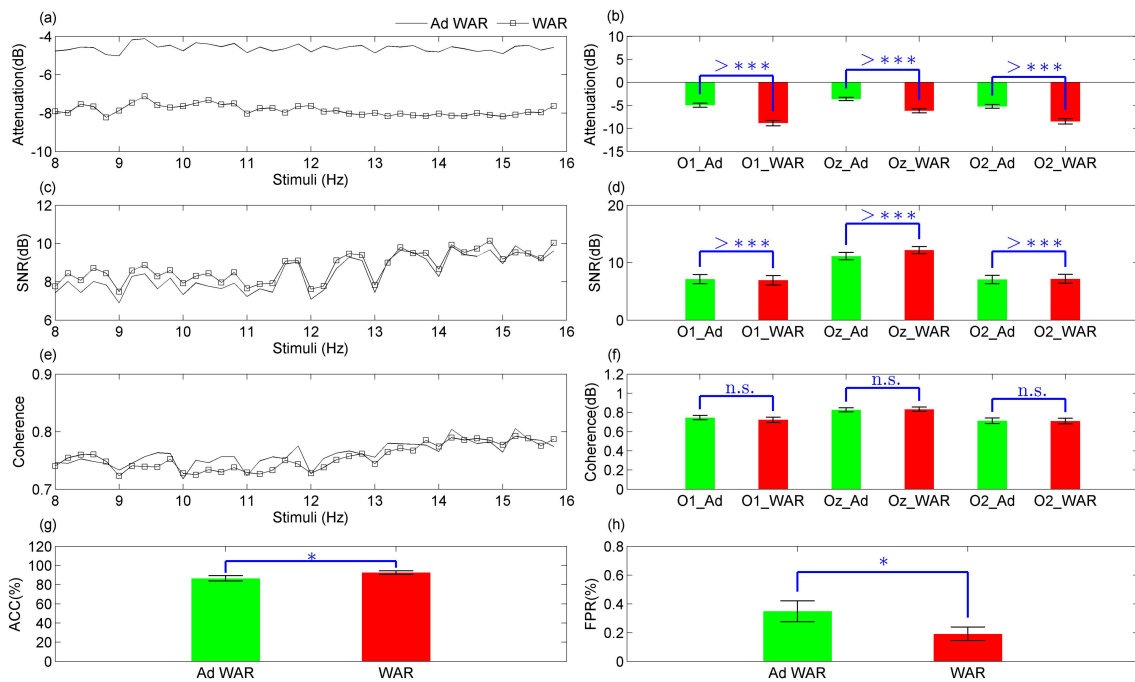 (a)
Ad WAR
WAR
Attenuation(dB)
-4
-6
-8
-10
8
9
10
11
12
13
14
15
16
Stimuli (Hz)
(b)
Attenuation(dB)
10
5
0
-5
-10
-15
>***
>***
>***
O1_Ad
O1_WAR
Oz_Ad
Oz_WAR
O2_Ad
O2_WAR
(c)
SNR(dB)
12
10
8
6
8
9
10
11
12
13
14
15
16
Stimuli (Hz)
(d)
SNR(dB)
20
10
0
>***
>***
>***
O1_Ad
O1_WAR
Oz_Ad
Oz_WAR
O2_Ad
O2_WAR
(e)
Coherence
0.9
0.8
0.7
8
9
10
11
12
13
14
15
16
Stimuli (Hz)
(f)
Coherence(dB)
1.2
1
0.8
0.6
0.4
0.2
0
n.s.
n.s.
n.s.
O1_Ad
O1_WAR
Oz_Ad
Oz_WAR
O2_Ad
O2_WAR
(g)
ACC(%)
120
100
80
60
40
20
0
*
Ad WAR
WAR
(h)
FPR(%)
0.8
0.6
0.4
0.2
0
*
Ad WAR
WAR